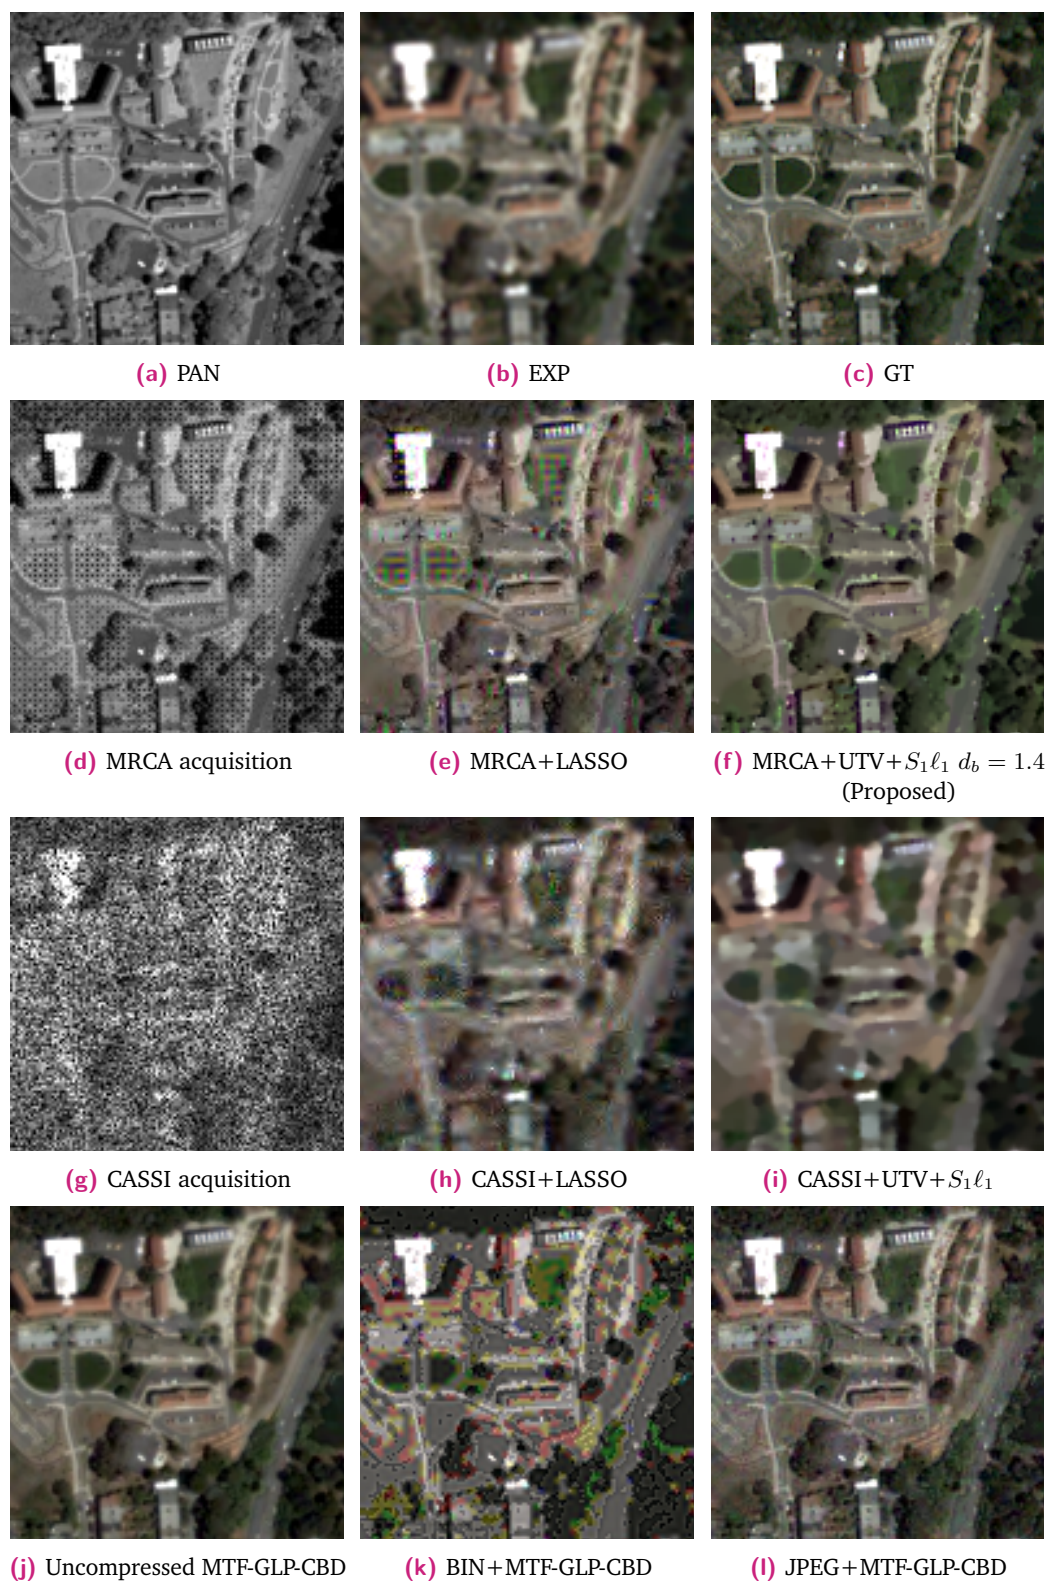 (a) PAN
(b) EXP
(c) GT
(d) MRCA acquisition
(e) MRCA+LASSO
(f) MRCA+UTV+S₁ℓ₁ d_b = 1.4
(Proposed)
(g) CASSI acquisition
(h) CASSI+LASSO
(i) CASSI+UTV+S₁ℓ₁
(j) Uncompressed MTF-GLP-CBD
(k) BIN+MTF-GLP-CBD
(l) JPEG+MTF-GLP-CBD